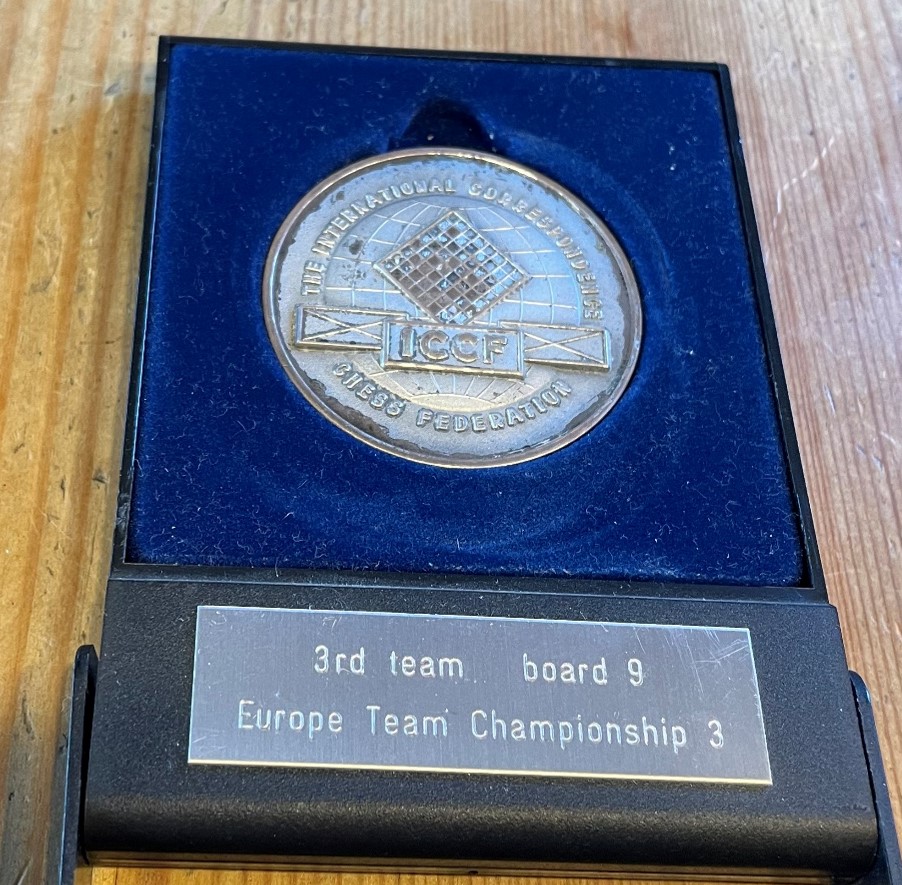 THE INTERNATIONAL CORRESPONDENCE
ICCF
CHESS FEDERATION
3rd team board 9
Europe Team Championship 3